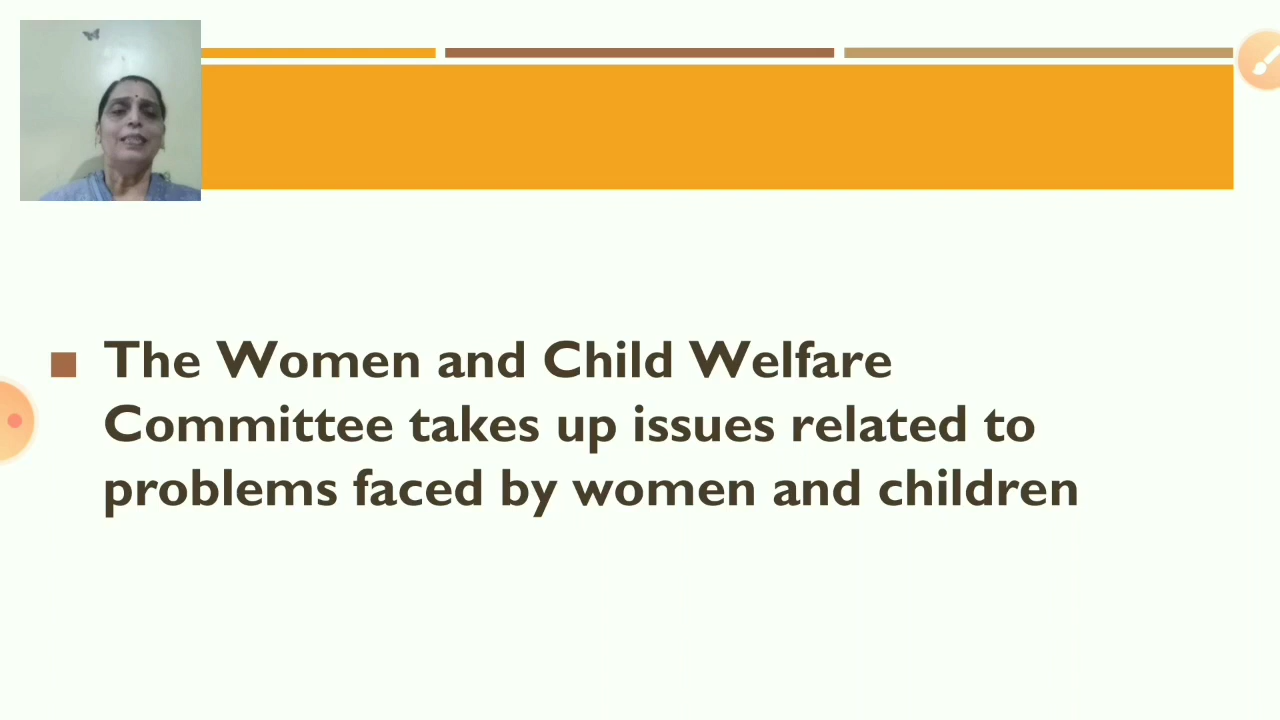 The Women and Child Welfare
Committee takes up issues related to
problems faced by women and children